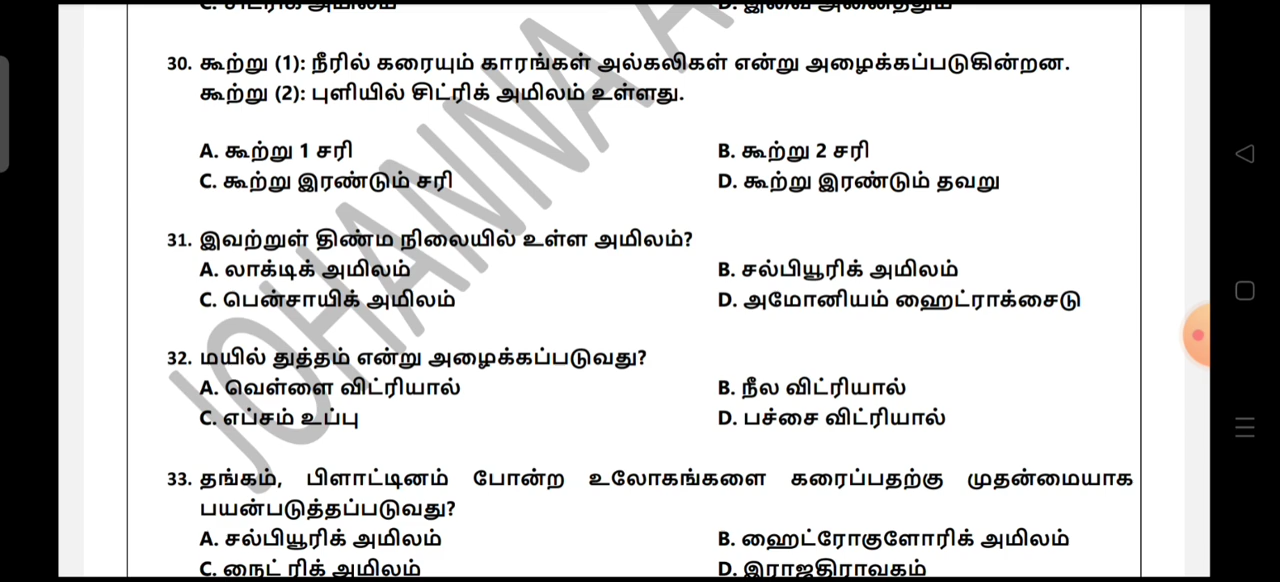 30. கூற்று (1): நீரில் கரையும் காரங்கள் அல்கலிகள் என்று அழைக்கப்படுகின்றன.
கூற்று (2): புளியில் சிட்ரிக் அமிலம் உள்ளது.
A. கூற்று 1 சரி B. கூற்று 2 சரி
C. கூற்று இரண்டும் சரி D. கூற்று இரண்டும் தவறு
31. இவற்றுள் திண்ம நிலையில் உள்ள அமிலம்?
A. லாக்டிக் அமிலம் B. சல்பியூரிக் அமிலம்
C. பென்சாயிக் அமிலம் D. அமோனியம் ஹைட்ராக்சைடு
32. மயில் துத்தம் என்று அழைக்கப்படுவது?
A. வெள்ளை விட்ரியால் B. நீல விட்ரியால்
C. எப்சம் உப்பு D. பச்சை விட்ரியால்
33. தங்கம், பிளாட்டினம் போன்ற உலோகங்களை கரைப்பதற்கு முதன்மையாக
பயன்படுத்தப்படுவது?
A. சல்பியூரிக் அமிலம் B. ஹைட்ரோகுளோரிக் அமிலம்
C. நைட்ரிக் அமிலம் D. இராஜதிராவகம்
JOHANNA